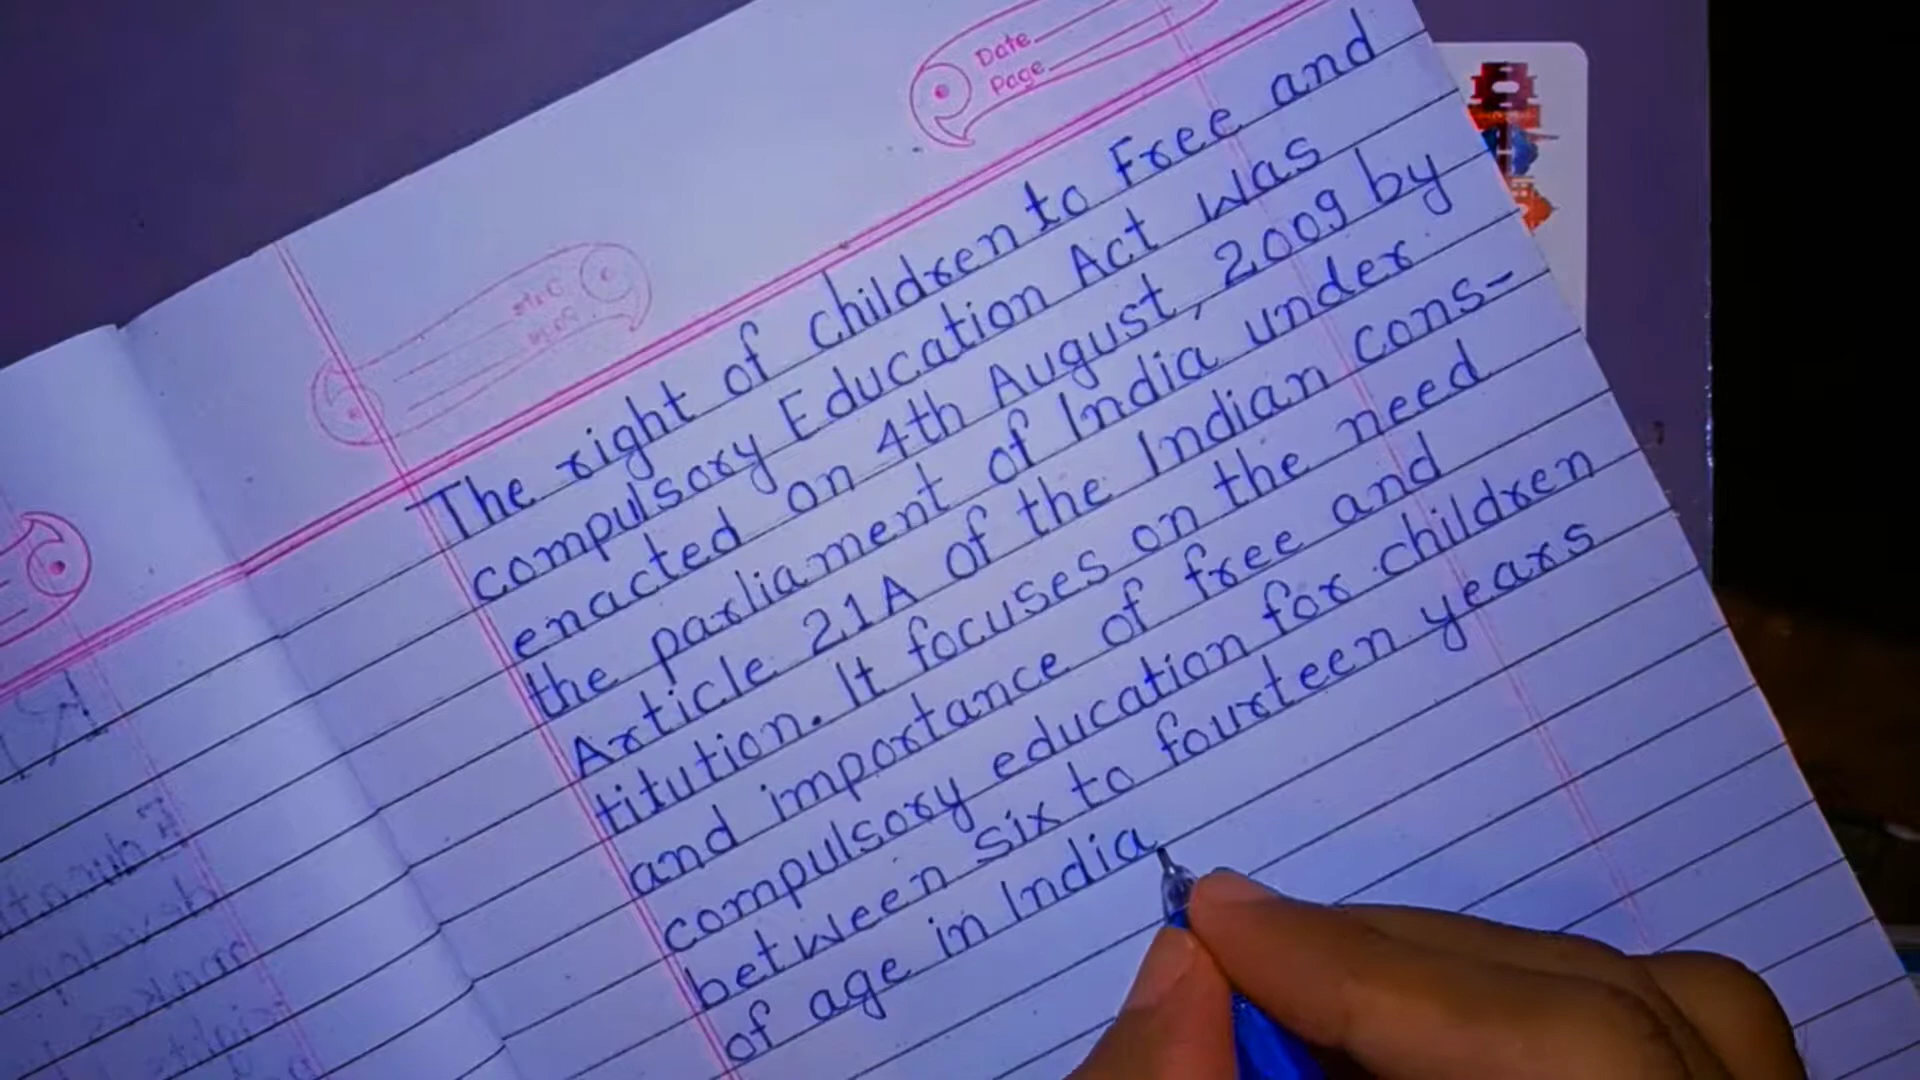 Date
Page
The right of children to Free and
compulsory Education Act was
enacted on 4th August, 2009 by
the parliament of India under
Article 21A of the Indian cons-
titution. It focuses on the need
and importance of free and
compulsory education for children
between six to fourteen years
of age in India